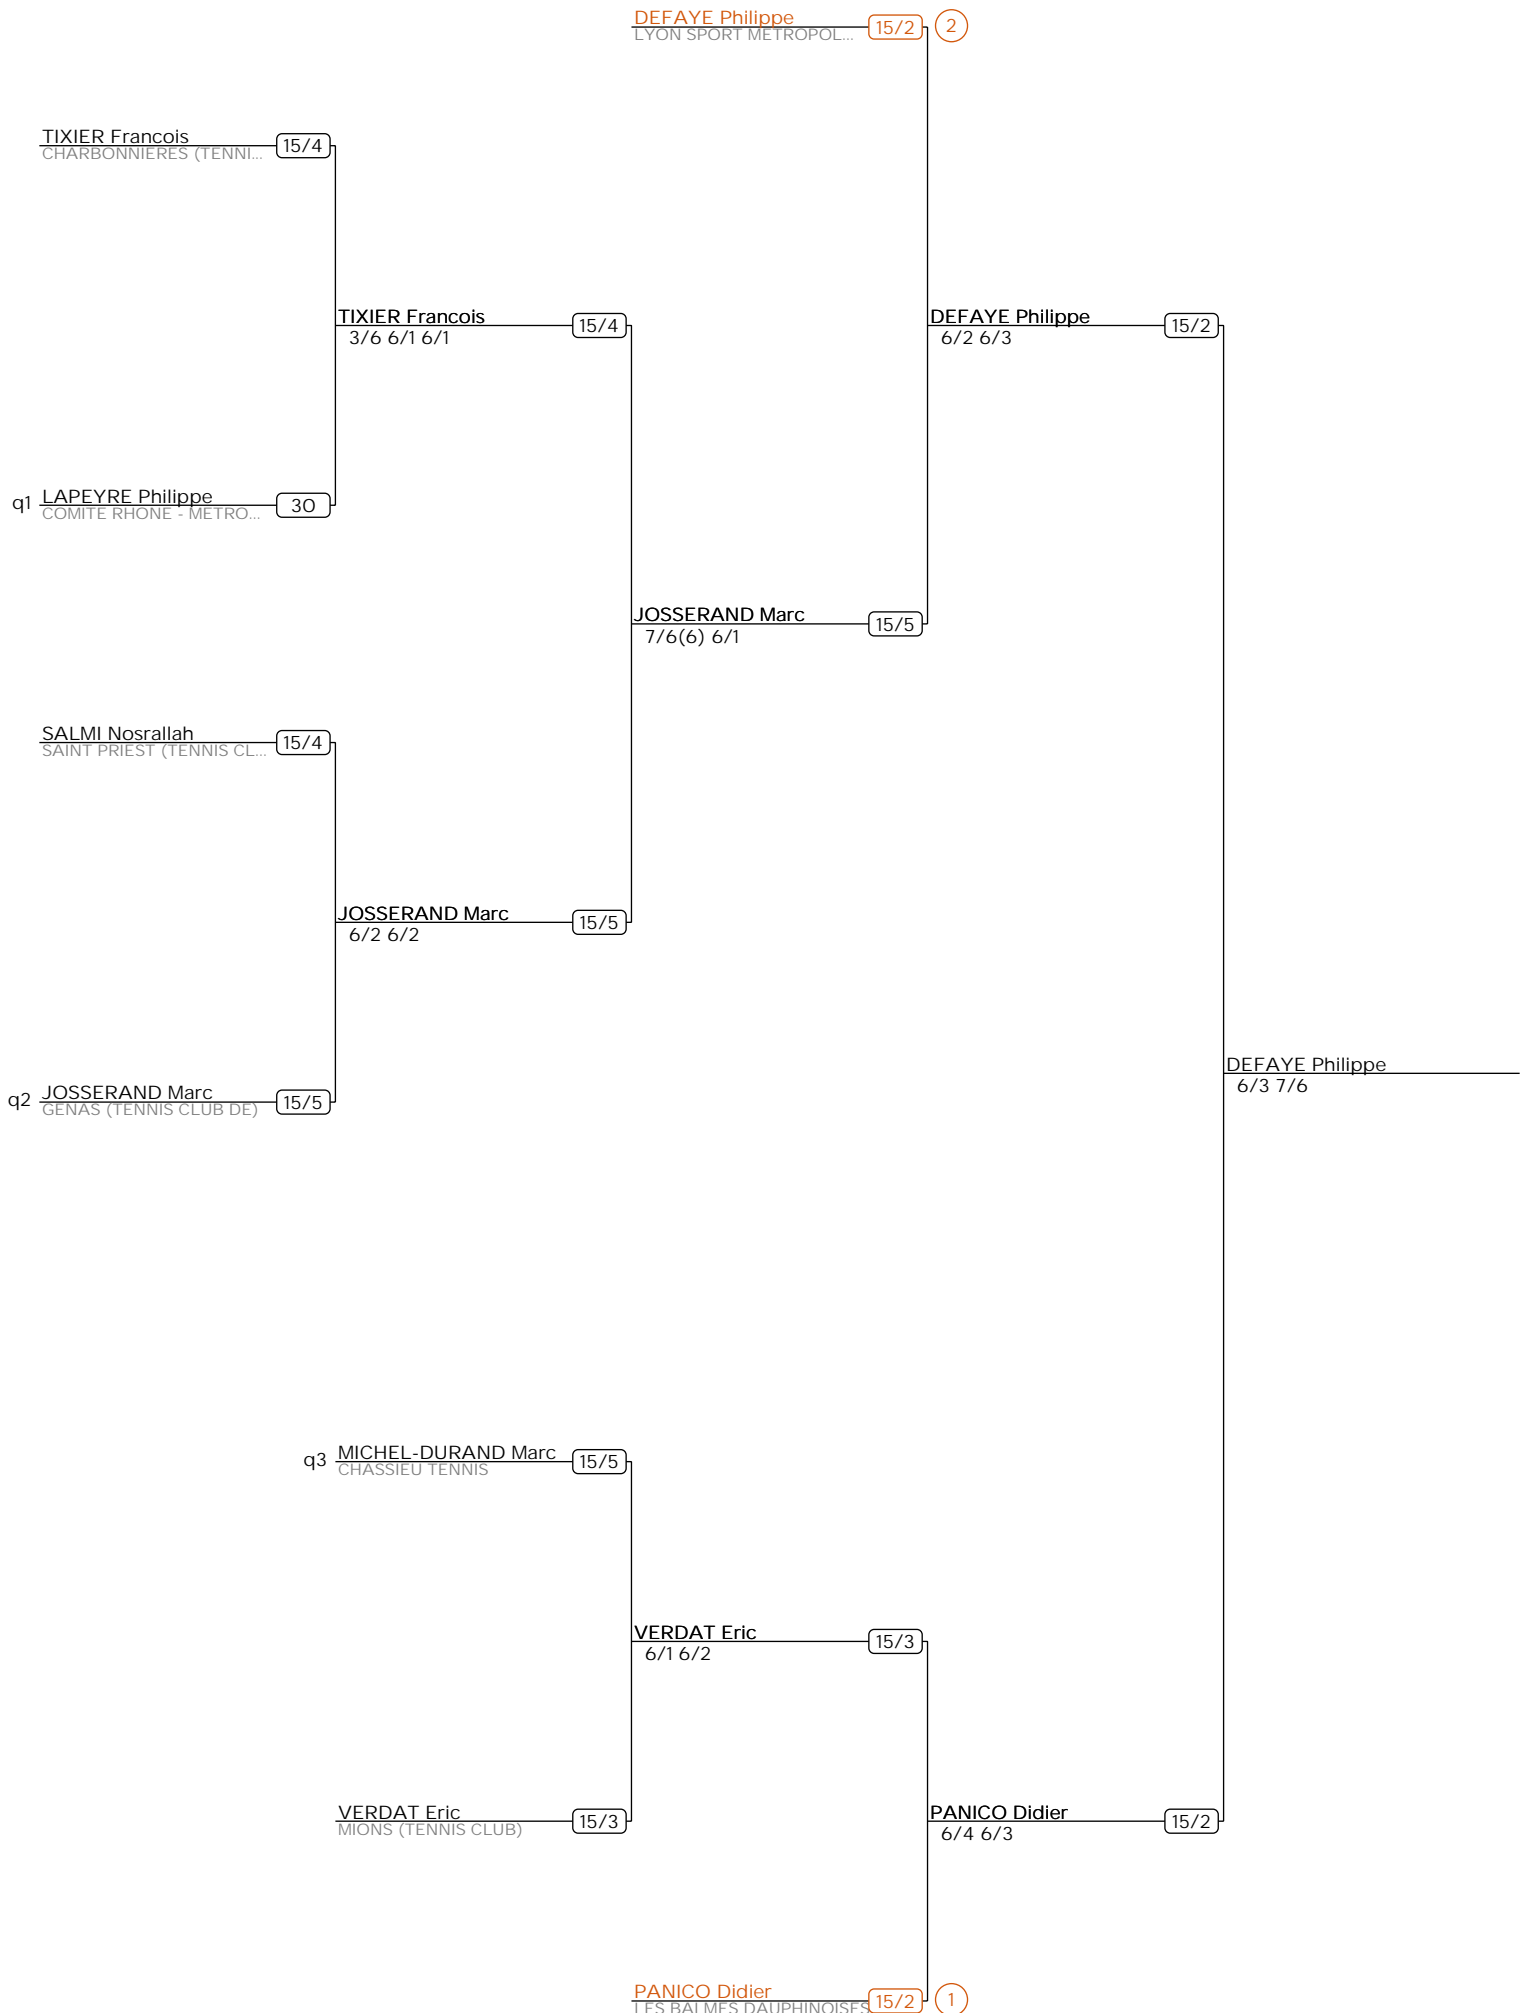 DEFAYE Philippe
LYON SPORT METROPOL...
15/2
2
TIXIER Francois
CHARBONNIERES (TENNI...
15/4
TIXIER Francois
3/6 6/1 6/1
15/4
DEFAYE Philippe
6/2 6/3
15/2
q1 LAPEYRE Philippe
COMITE RHONE - METRO...
30
JOSSERAND Marc
7/6(6) 6/1
15/5
SALMI Nosrallah
SAINT PRIEST (TENNIS CL...
15/4
JOSSERAND Marc
6/2 6/2
15/5
DEFAYE Philippe
6/3 7/6
q2 JOSSERAND Marc
GENAS (TENNIS CLUB DE)
15/5
q3 MICHEL-DURAND Marc
CHASSIEU TENNIS
15/5
VERDAT Eric
6/1 6/2
15/3
VERDAT Eric
MIONS (TENNIS CLUB)
15/3
PANICO Didier
6/4 6/3
15/2
PANICO Didier
LES BALMES DAUPHINOISES
15/2
1